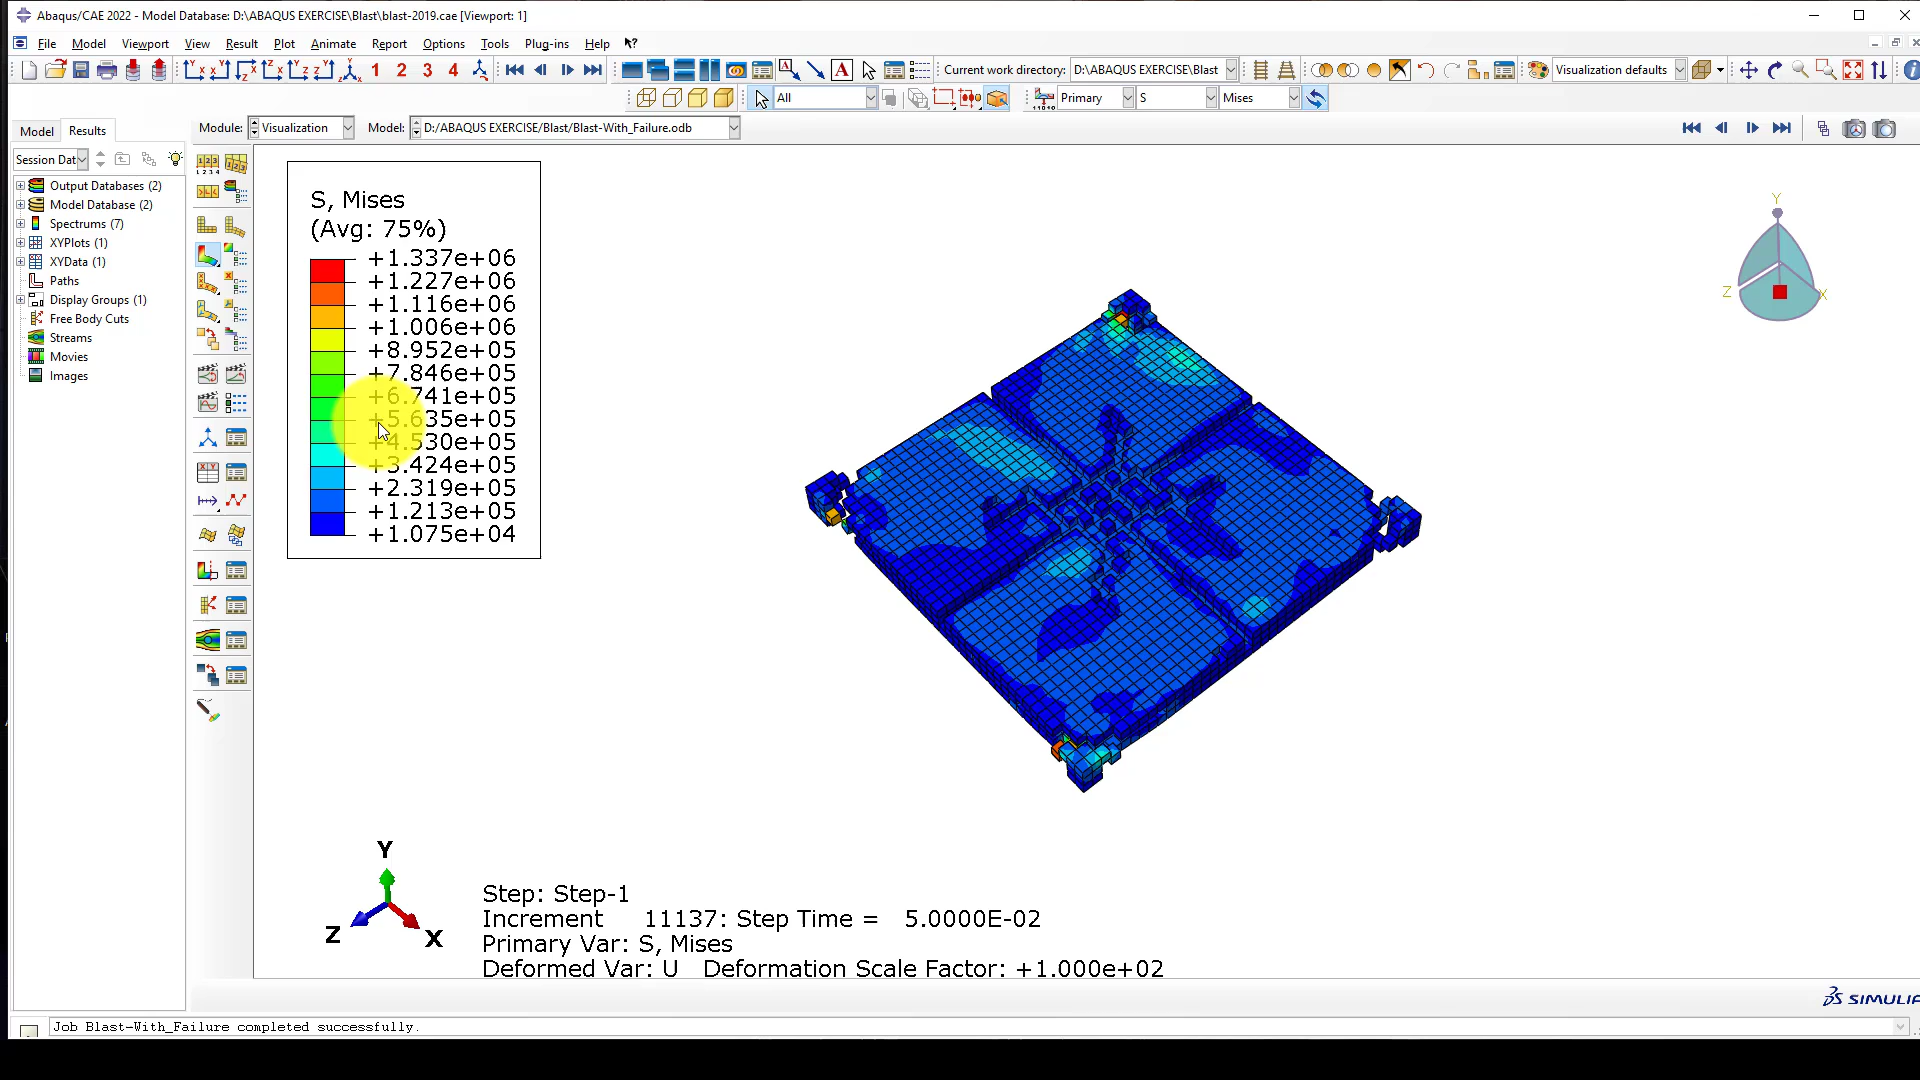 Abaqus/CAE 2022 - Model Database: D:\ABAQUS EXERCISE\Blast\blast-2019.cae [Viewport: 1]
File Model Viewport View Result Plot Animate Report Options Tools Plug-ins Help
1 2 3 4 A Current work directory: D:\ABAQUS EXERCISE\Blast Visualization defaults
All Primary S Mises
Model Results Module: Visualization Model: D:/ABAQUS EXERCISE/Blast/Blast-With_Failure.odb
Session Dat
Output Databases (2)
Model Database (2)
Spectrums (7)
XYPlots (1)
XYData (1)
Paths
Display Groups (1)
Free Body Cuts
Streams
Movies
Images
S, Mises
(Avg: 75%)
+1.337e+06
+1.227e+06
+1.116e+06
+1.006e+06
+8.952e+05
+7.846e+05
+6.741e+05
+5.635e+05
+4.530e+05
+3.424e+05
+2.319e+05
+1.213e+05
+1.075e+04
Y
Z X
Y
Z X
Step: Step-1
Increment 11137: Step Time = 5.0000E-02
Primary Var: S, Mises
Deformed Var: U Deformation Scale Factor: +1.000e+02
SIMULIA
Job Blast-With_Failure completed successfully.